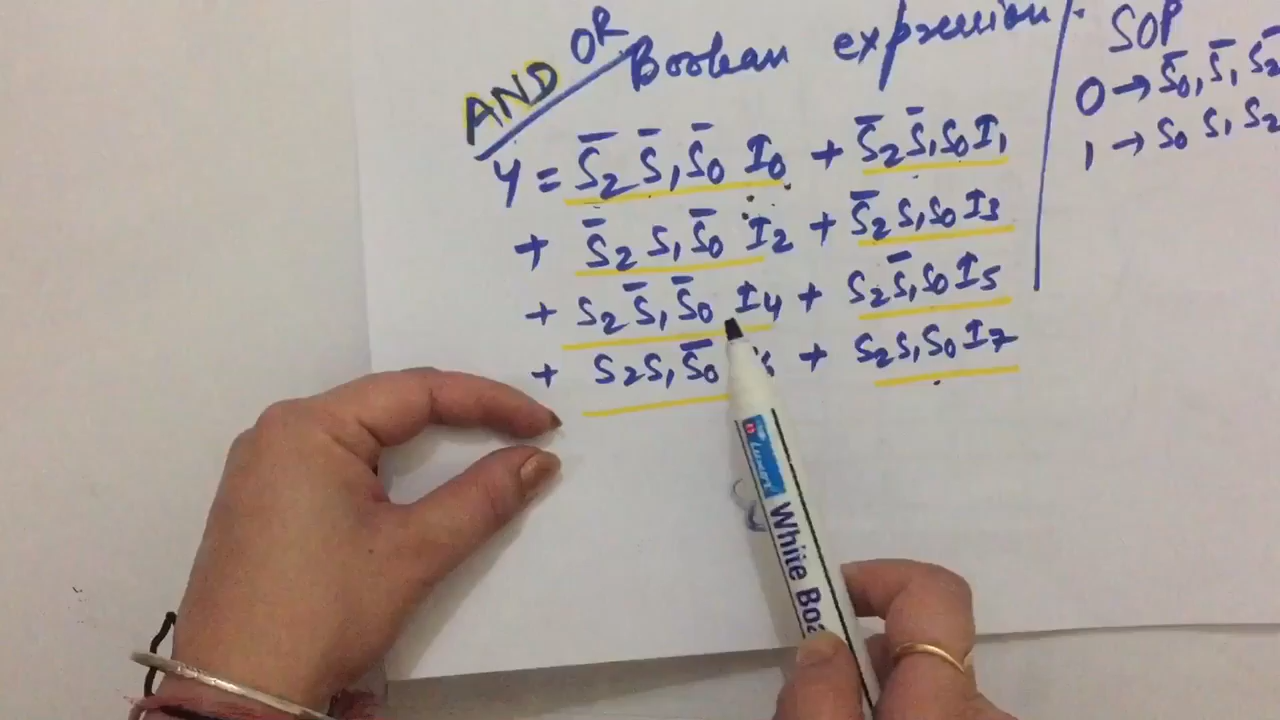 AND OR Boolean expression
Y = S̅2 S̅1 S̅0 I0 + S̅2 S̅1 S0 I1
+ S̅2 S1 S̅0 I2 + S̅2 S1 S0 I3
+ S2 S̅1 S̅0 I4 + S2 S̅1 S0 I5
+ S2 S1 S̅0 + S2 S1 S0 I7
SOP
0 → S̅0, S̅1, S̅2
1 → S0 S1 S2
Luxor
White